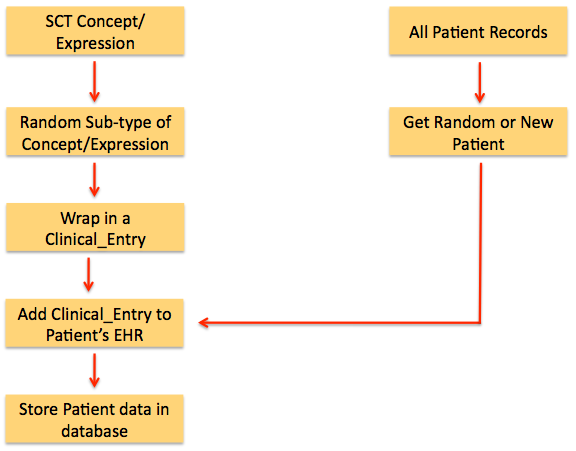 SCT Concept/
Expression
All Patient Records
Random Sub-type of
Concept/Expression
Get Random or New
Patient
Wrap in a
Clinical_Entry
Add Clinical_Entry to
Patient’s EHR
Store Patient data in
database